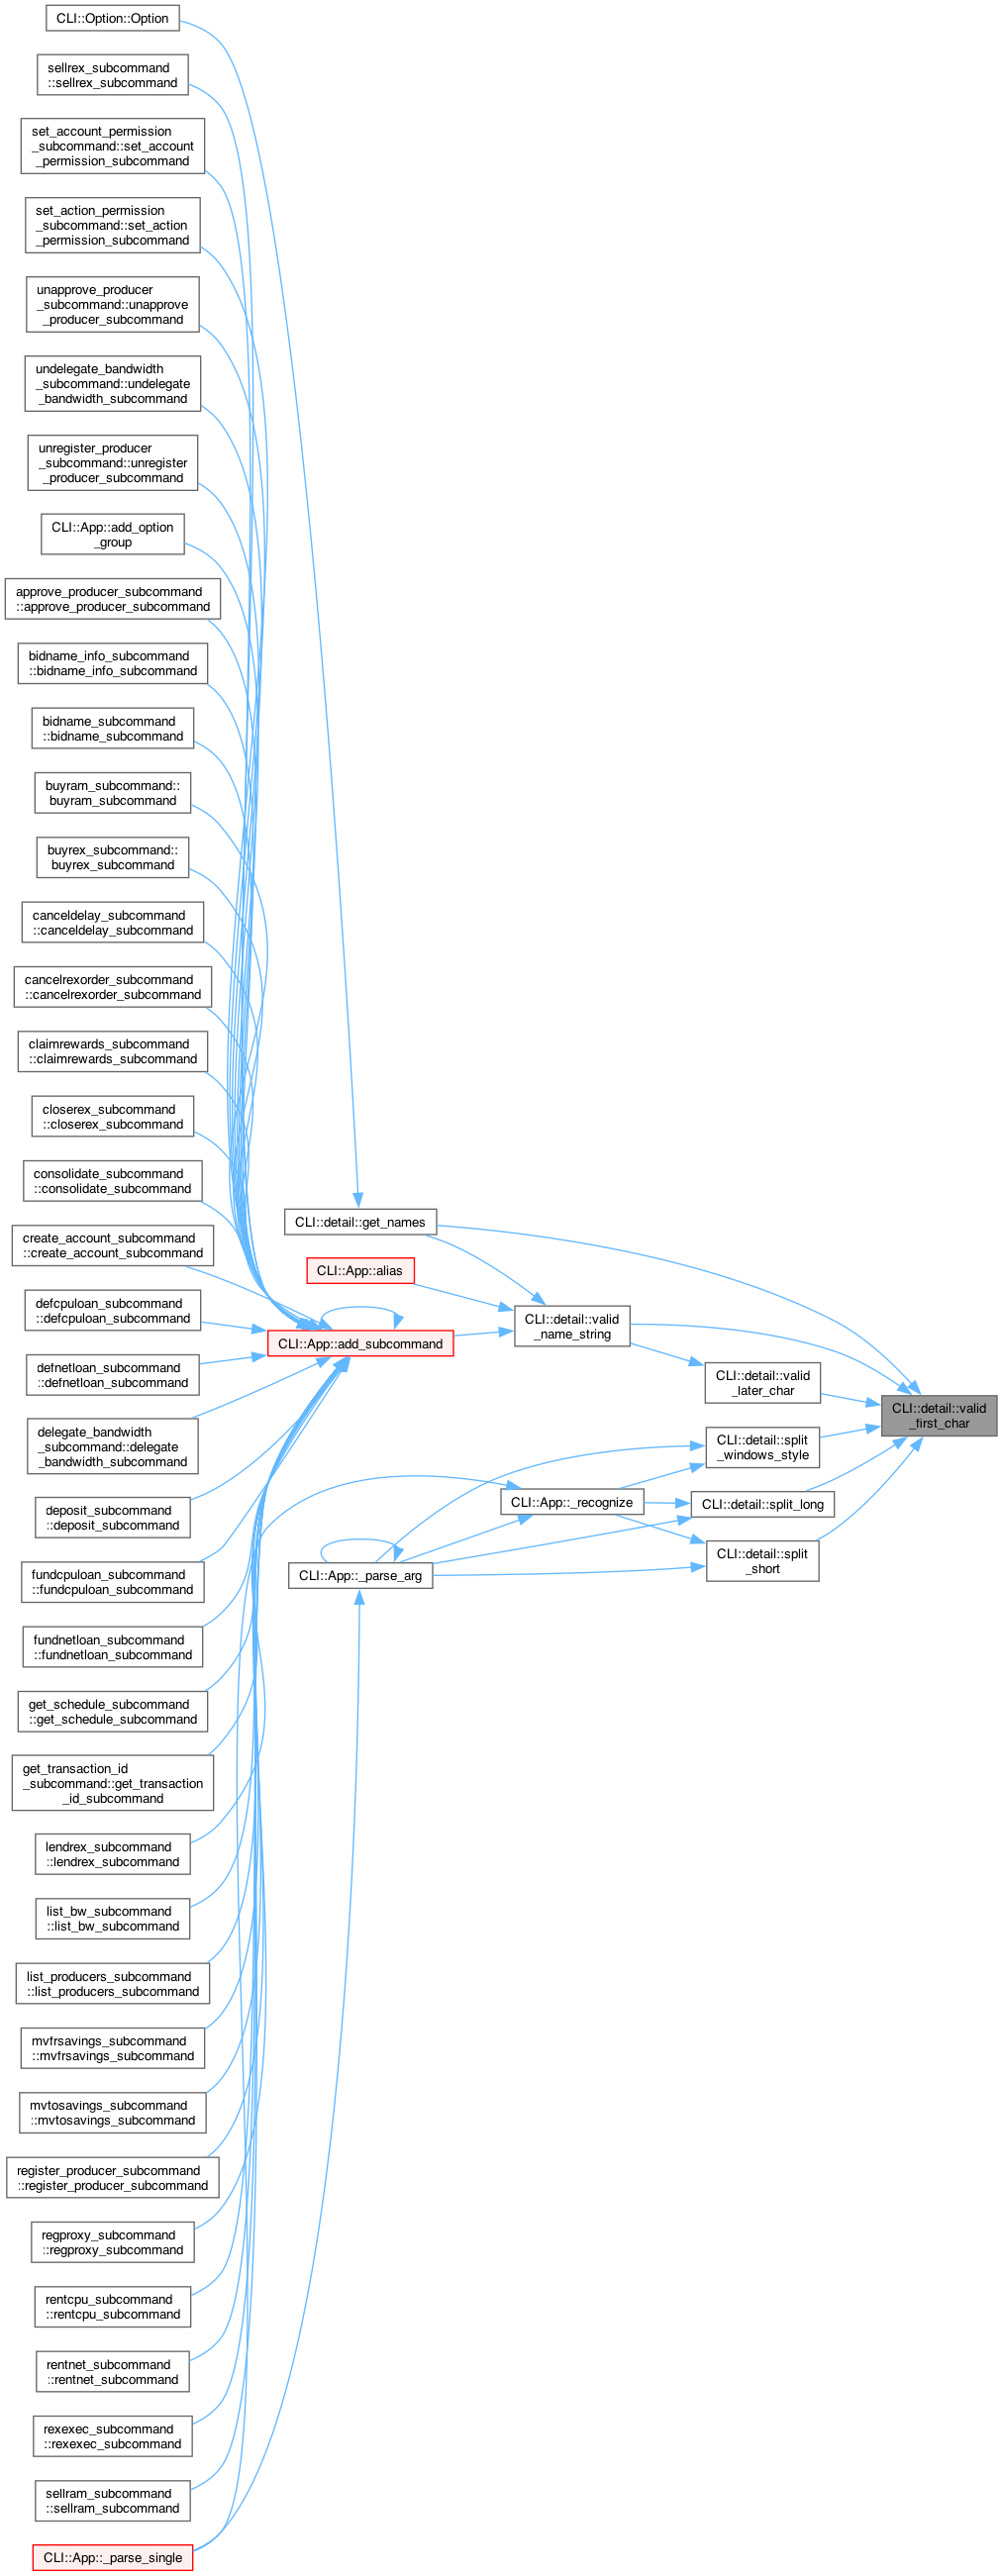 CLI::Option::Option
sellrex_subcommand
::sellrex_subcommand
set_account_permission
_subcommand::set_account
_permission_subcommand
set_action_permission
_subcommand::set_action
_permission_subcommand
unapprove_producer
_subcommand::unapprove
_producer_subcommand
undelegate_bandwidth
_subcommand::undelegate
_bandwidth_subcommand
unregister_producer
_subcommand::unregister
_producer_subcommand
CLI::App::add_option
_group
approve_producer_subcommand
::approve_producer_subcommand
bidname_info_subcommand
::bidname_info_subcommand
bidname_subcommand
::bidname_subcommand
buyram_subcommand::
buyram_subcommand
buyrex_subcommand::
buyrex_subcommand
canceldelay_subcommand
::canceldelay_subcommand
cancelrexorder_subcommand
::cancelrexorder_subcommand
claimrewards_subcommand
::claimrewards_subcommand
closerex_subcommand
::closerex_subcommand
consolidate_subcommand
::consolidate_subcommand
create_account_subcommand
::create_account_subcommand
defcpuloan_subcommand
::defcpuloan_subcommand
defnetloan_subcommand
::defnetloan_subcommand
delegate_bandwidth
_subcommand::delegate
_bandwidth_subcommand
deposit_subcommand
::deposit_subcommand
fundcpuloan_subcommand
::fundcpuloan_subcommand
fundnetloan_subcommand
::fundnetloan_subcommand
get_schedule_subcommand
::get_schedule_subcommand
get_transaction_id
_subcommand::get_transaction
_id_subcommand
lendrex_subcommand
::lendrex_subcommand
list_bw_subcommand
::list_bw_subcommand
list_producers_subcommand
::list_producers_subcommand
mvfrsavings_subcommand
::mvfrsavings_subcommand
mvtosavings_subcommand
::mvtosavings_subcommand
register_producer_subcommand
::register_producer_subcommand
regproxy_subcommand
::regproxy_subcommand
rentcpu_subcommand
::rentcpu_subcommand
rentnet_subcommand
::rentnet_subcommand
rexexec_subcommand
::rexexec_subcommand
sellram_subcommand
::sellram_subcommand
CLI::App::_parse_single
CLI::detail::get_names
CLI::App::alias
CLI::App::add_subcommand
CLI::App::_parse_arg
CLI::detail::valid
_name_string
CLI::App::_recognize
CLI::detail::valid
_later_char
CLI::detail::split
_windows_style
CLI::detail::split_long
CLI::detail::split
_short
CLI::detail::valid
_first_char